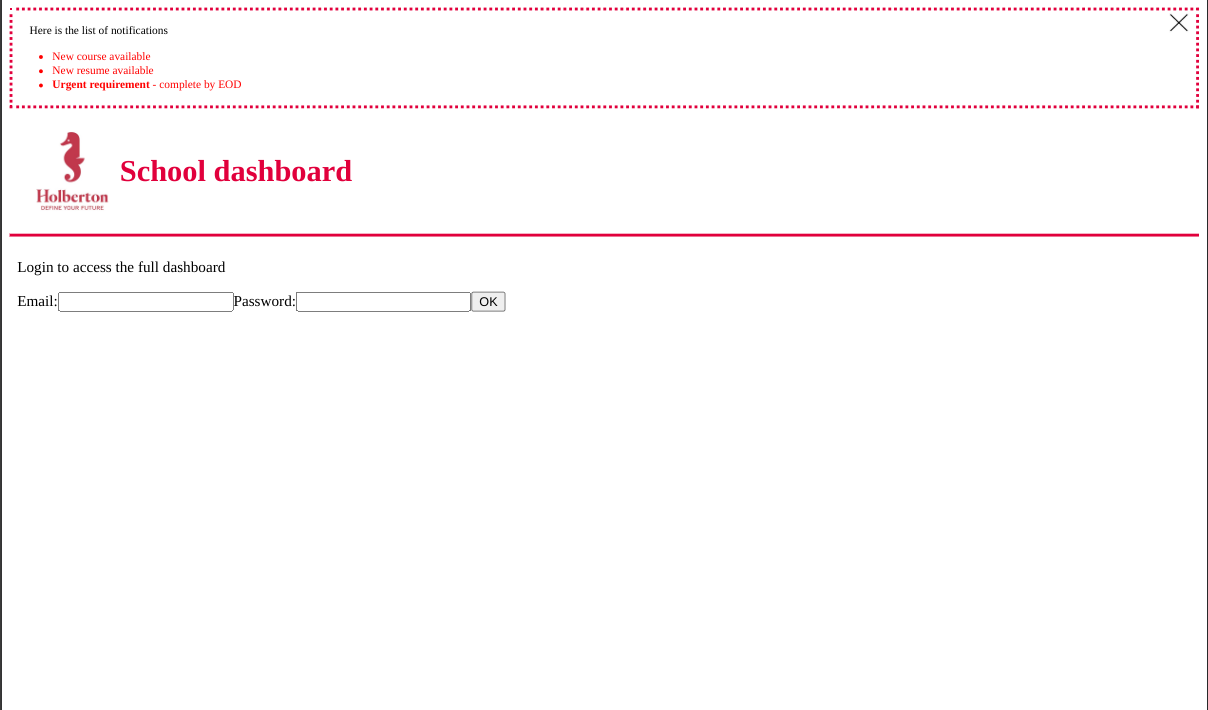 Here is the list of notifications
New course available
New resume available
Urgent requirement - complete by EOD
Holberton
DEFINE YOUR FUTURE
School dashboard
Login to access the full dashboard
Email: Password: OK